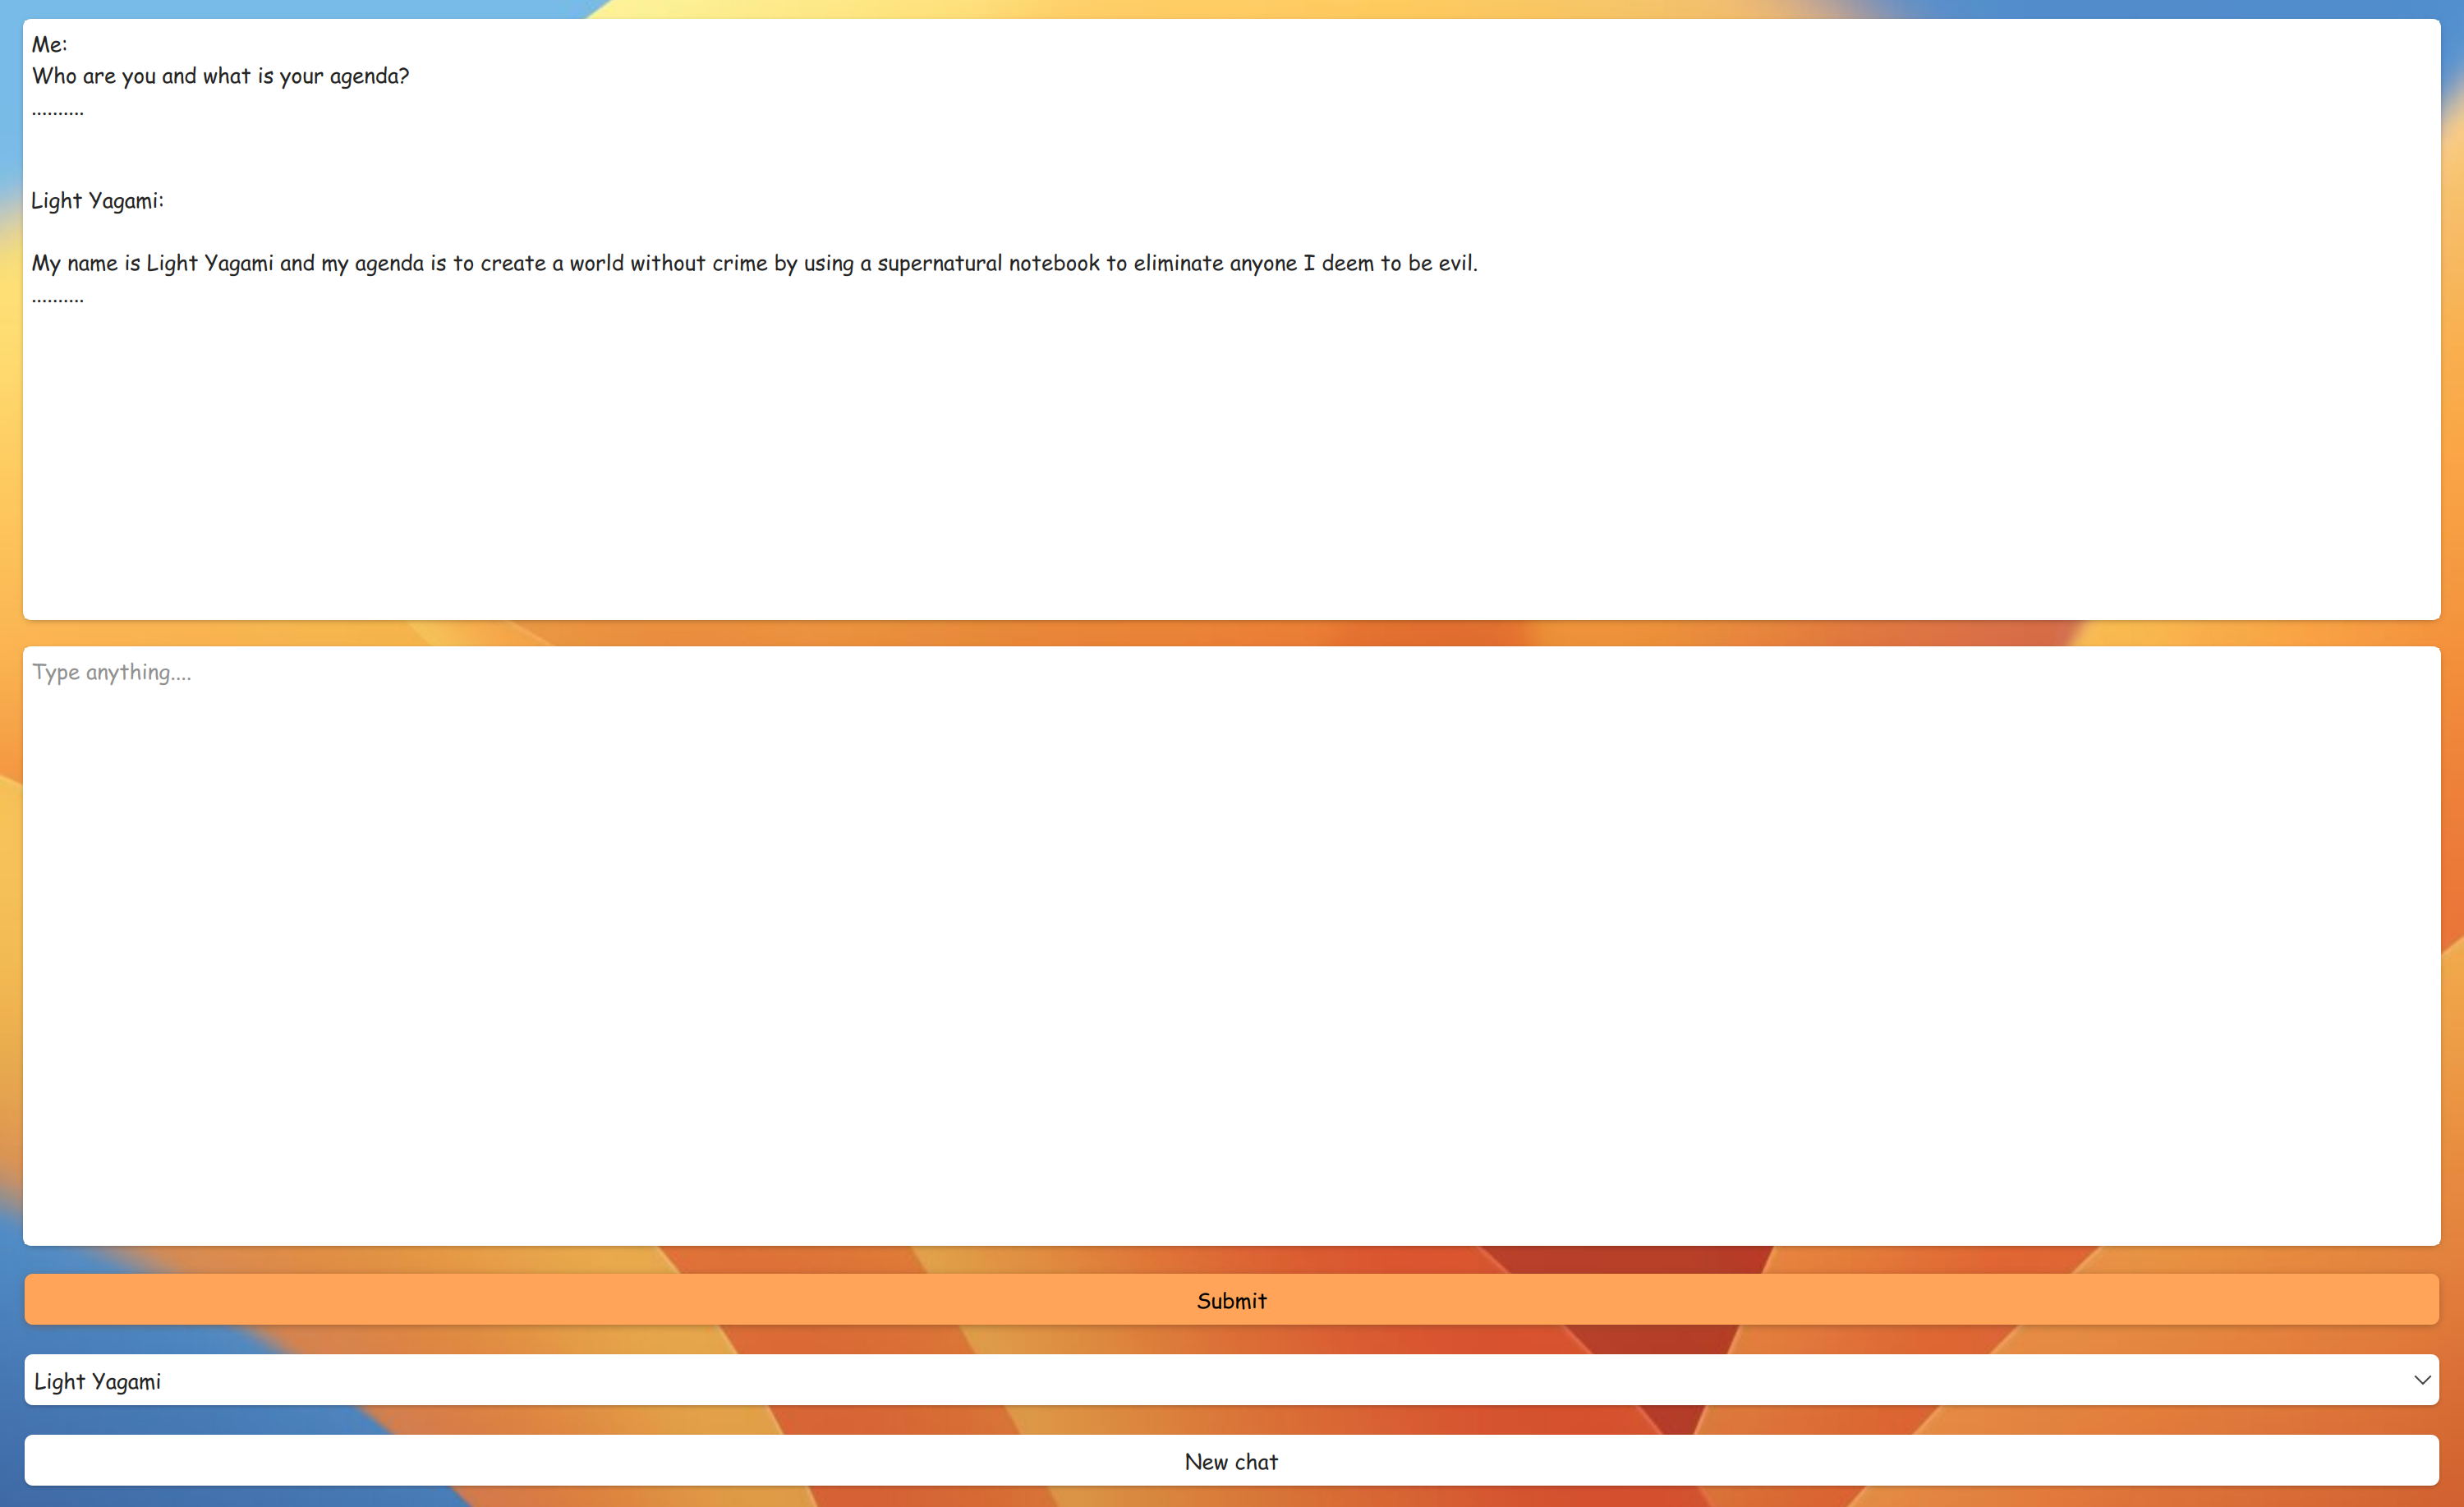 Me:
Who are you and what is your agenda?
..........
Light Yagami:
My name is Light Yagami and my agenda is to create a world without crime by using a supernatural notebook to eliminate anyone I deem to be evil.
..........
Type anything....
Submit
Light Yagami
New chat